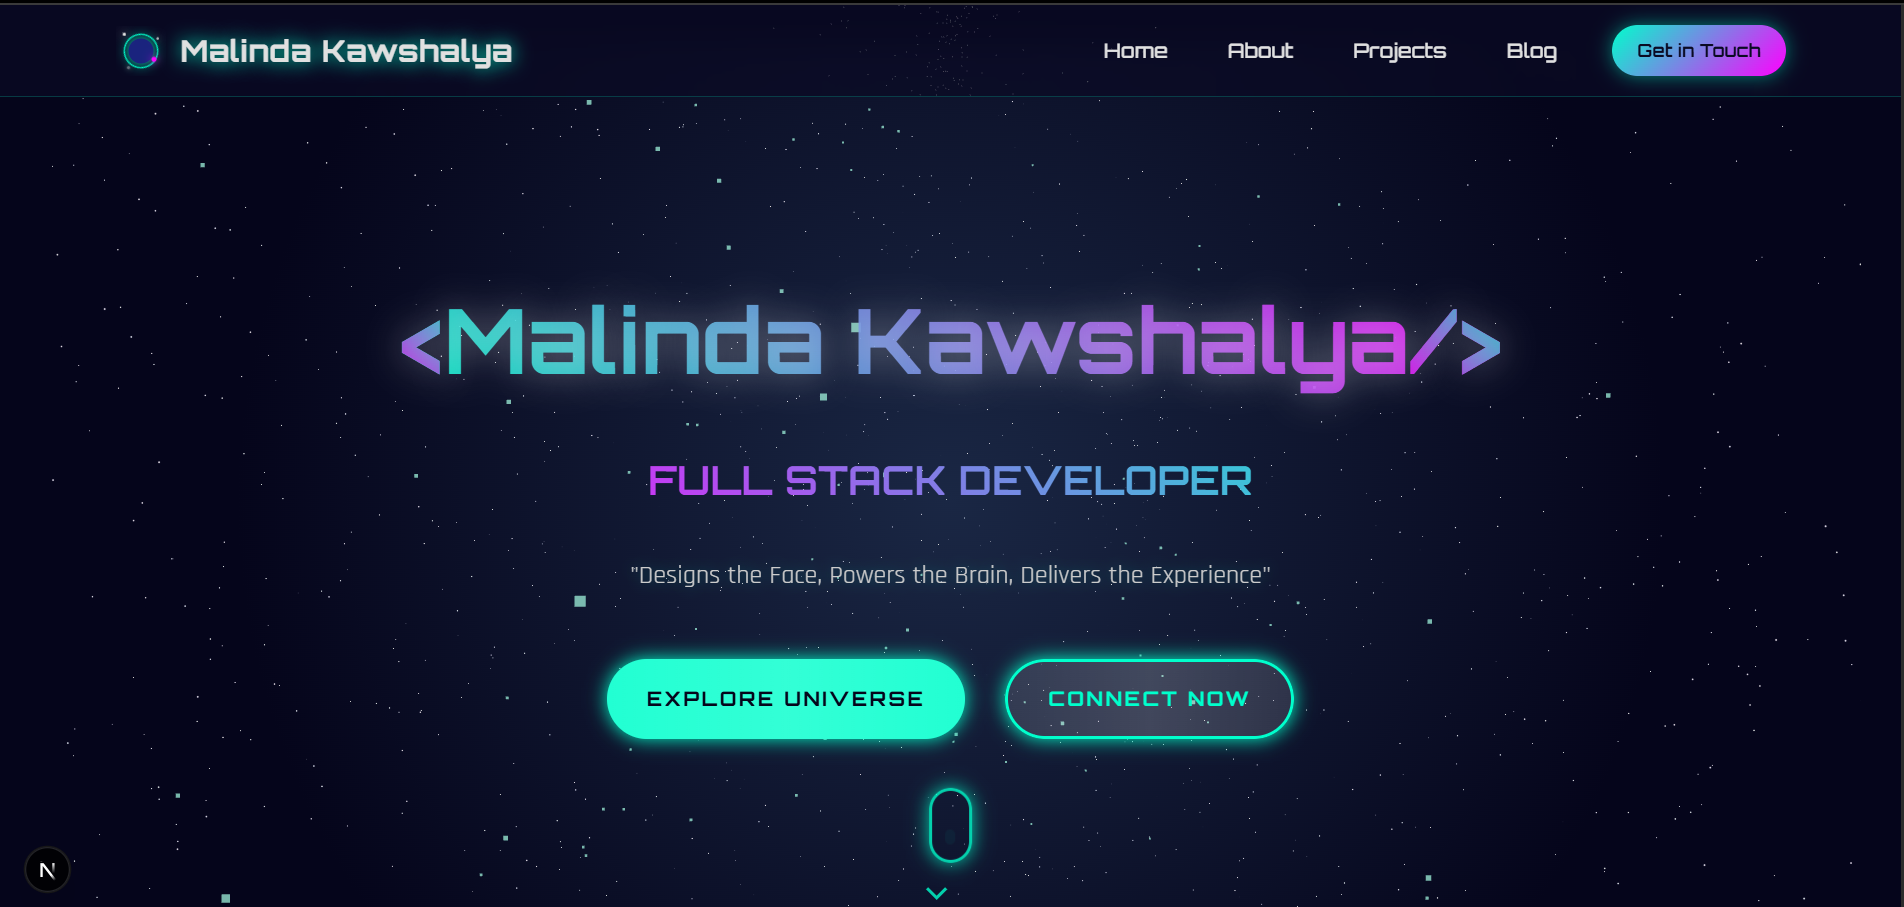 Malinda Kawshalya
Home About Projects Blog Get in Touch
<Malinda Kawshalya/>
FULL STACK DEVELOPER
"Designs the Face, Powers the Brain, Delivers the Experience"
EXPLORE UNIVERSE CONNECT NOW
N